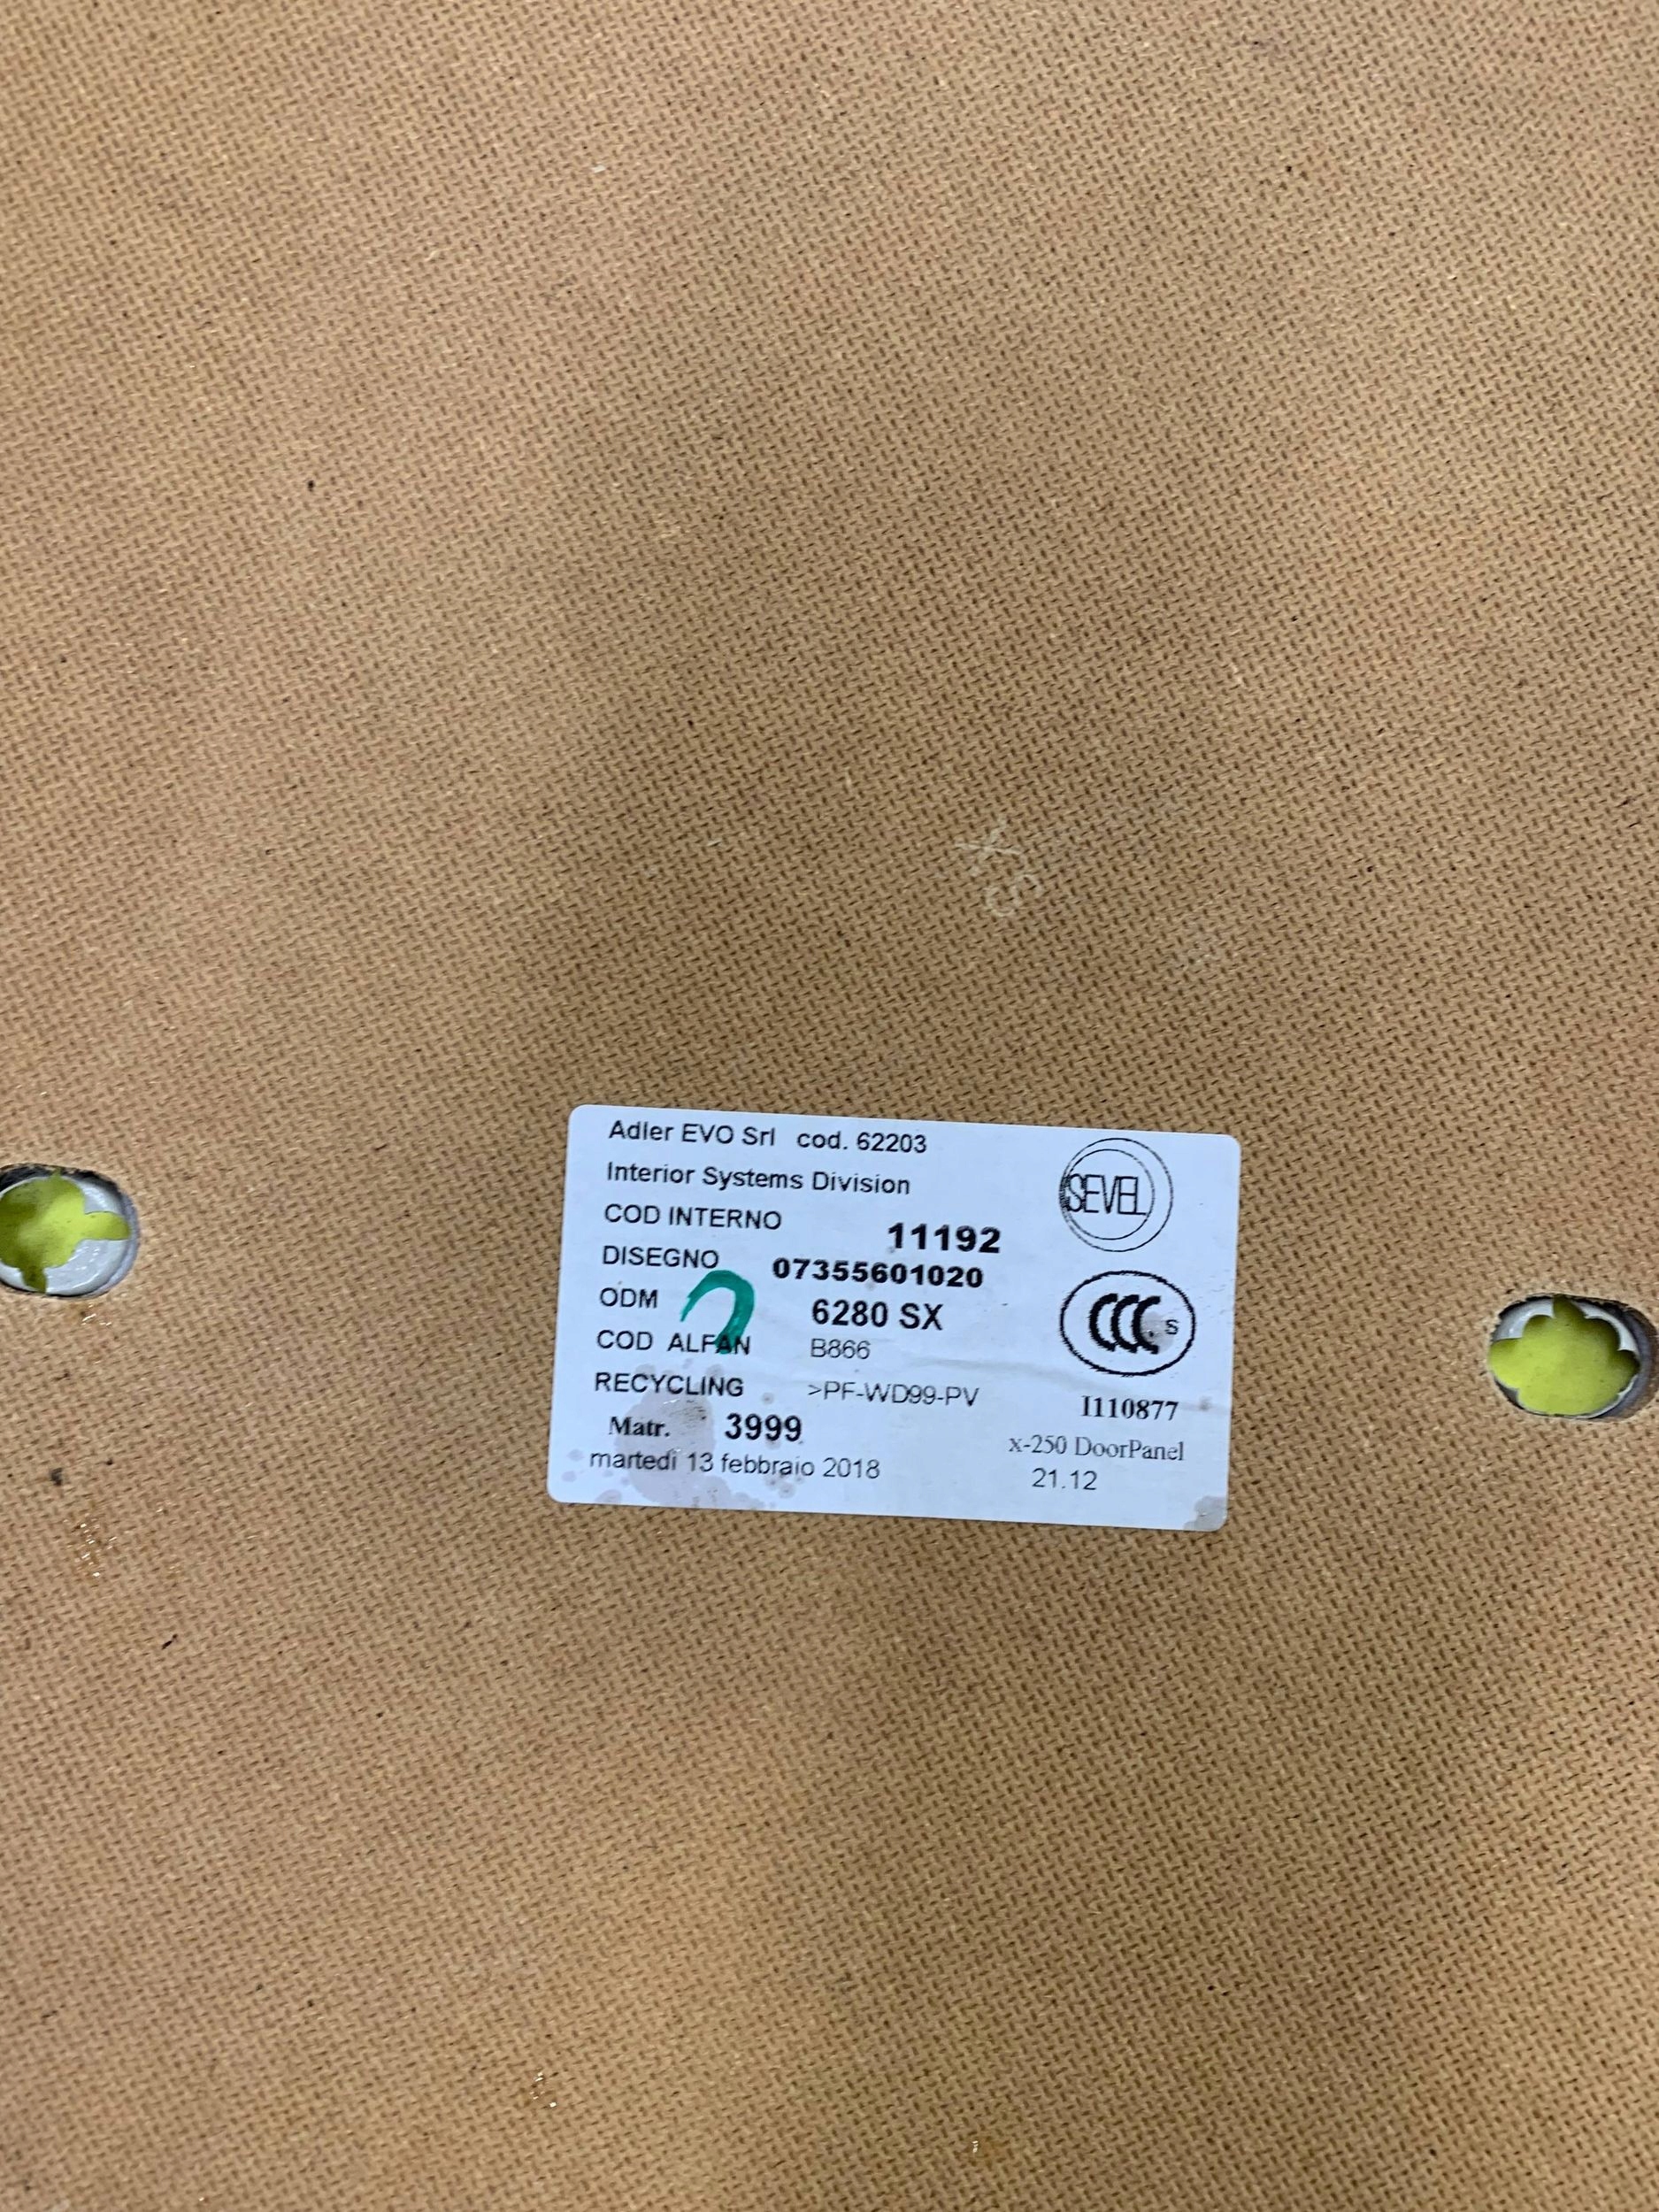 Adler EVO Srl cod. 62203
Interior Systems Division
SEVEL
COD INTERNO 11192
DISEGNO 07355601020
ODM 6280 SX
CCC S
COD ALFAN B866
RECYCLING >PF-WD99-PV
I110877
Matr. 3999
x-250 DoorPanel
martedì 13 febbraio 2018
21.12